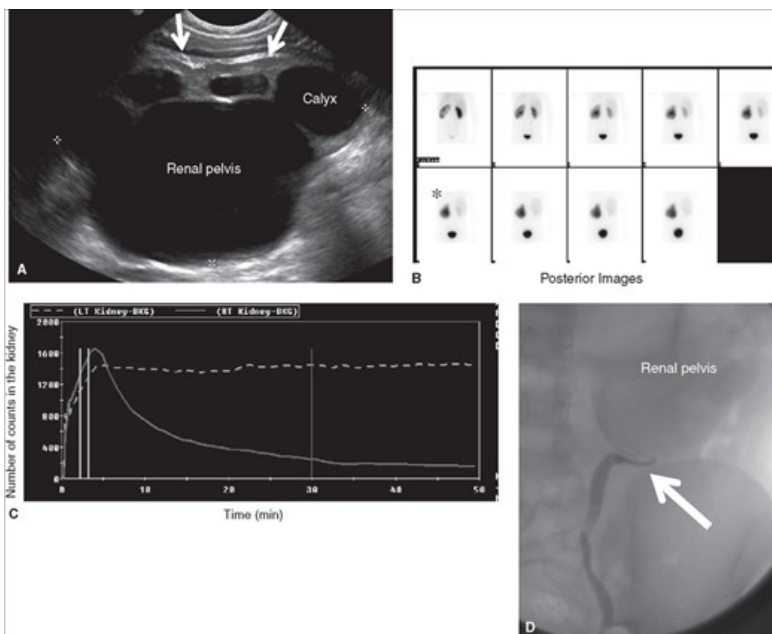 Calyx
Renal pelvis
A
*
B
Posterior Images
(LT Kidney-BKG) (RT Kidney-BKG)
Number of counts in the kidney
2000
1600
1200
800
400
0
0 10 20 30 40 50
C
Time (min)
Renal pelvis
D